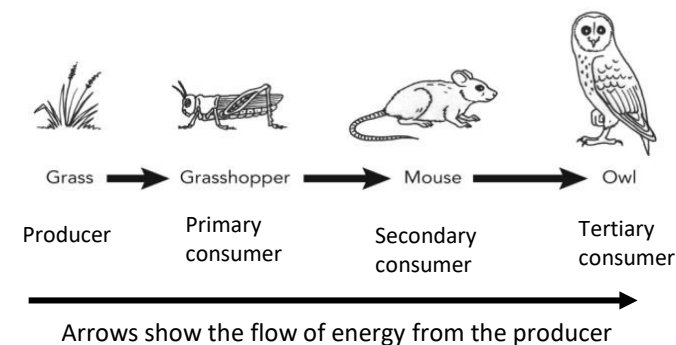 Grass Grasshopper Mouse Owl
Producer
Primary
consumer
Secondary
consumer
Tertiary
consumer
Arrows show the flow of energy from the producer